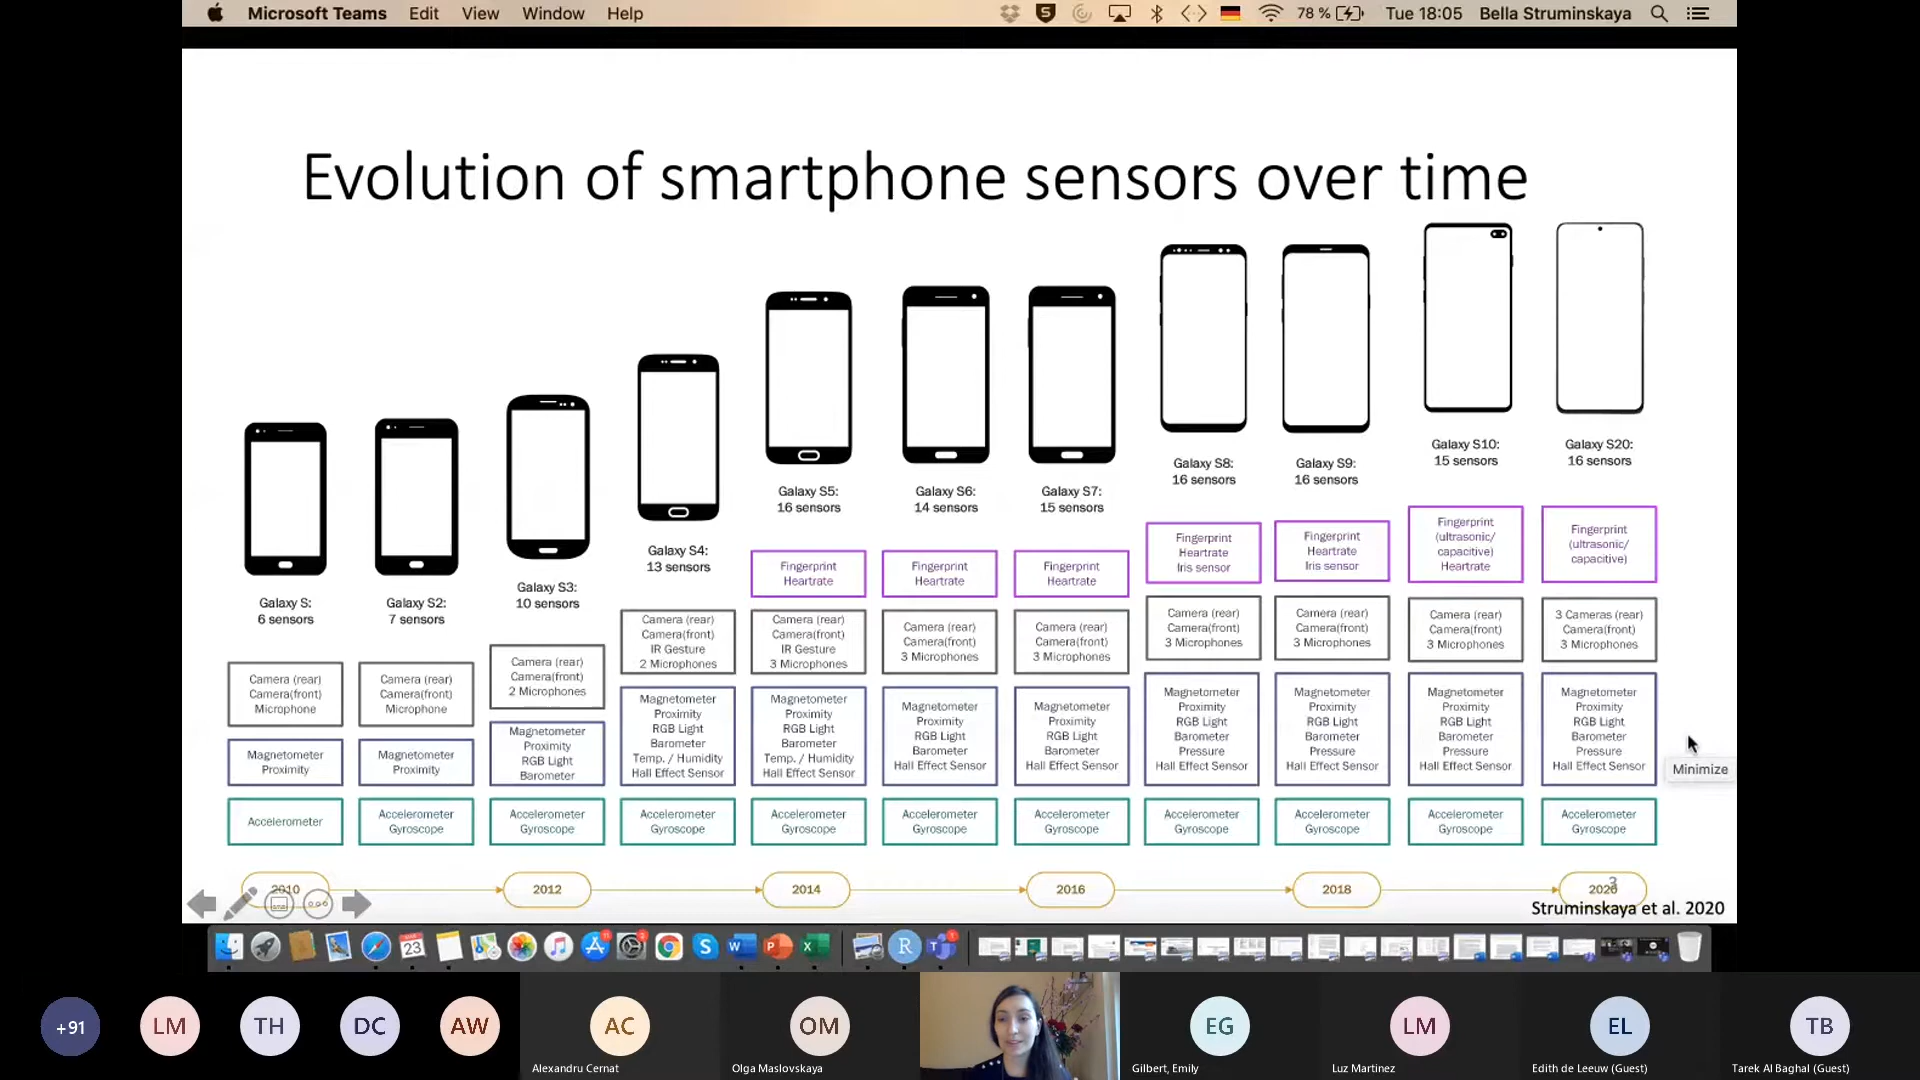 Microsoft Teams Edit View Window Help
78 % Tue 18:05 Bella Struminskaya
Evolution of smartphone sensors over time
Galaxy S:
6 sensors
Camera (rear)
Camera(front)
Microphone
Magnetometer
Proximity
Accelerometer
Galaxy S2:
7 sensors
Camera (rear)
Camera(front)
Microphone
Magnetometer
Proximity
Accelerometer
Gyroscope
Galaxy S3:
10 sensors
Camera (rear)
Camera(front)
2 Microphones
Magnetometer
Proximity
RGB Light
Barometer
Accelerometer
Gyroscope
Galaxy S4:
13 sensors
Camera (rear)
Camera(front)
IR Gesture
2 Microphones
Magnetometer
Proximity
RGB Light
Barometer
Temp. / Humidity
Hall Effect Sensor
Accelerometer
Gyroscope
Galaxy S5:
16 sensors
Fingerprint
Heartrate
Camera (rear)
Camera(front)
IR Gesture
3 Microphones
Magnetometer
Proximity
RGB Light
Barometer
Temp. / Humidity
Hall Effect Sensor
Accelerometer
Gyroscope
Galaxy S6:
14 sensors
Fingerprint
Heartrate
Camera (rear)
Camera(front)
3 Microphones
Magnetometer
Proximity
RGB Light
Barometer
Hall Effect Sensor
Accelerometer
Gyroscope
Galaxy S7:
15 sensors
Fingerprint
Heartrate
Camera (rear)
Camera(front)
3 Microphones
Magnetometer
Proximity
RGB Light
Barometer
Hall Effect Sensor
Accelerometer
Gyroscope
Galaxy S8:
16 sensors
Fingerprint
Heartrate
Iris sensor
Camera (rear)
Camera(front)
3 Microphones
Magnetometer
Proximity
RGB Light
Barometer
Pressure
Hall Effect Sensor
Accelerometer
Gyroscope
Galaxy S9:
16 sensors
Fingerprint
Heartrate
Iris sensor
Camera (rear)
Camera(front)
3 Microphones
Magnetometer
Proximity
RGB Light
Barometer
Pressure
Hall Effect Sensor
Accelerometer
Gyroscope
Galaxy S10:
15 sensors
Fingerprint
(ultrasonic/
capacitive)
Heartrate
Camera (rear)
Camera(front)
3 Microphones
Magnetometer
Proximity
RGB Light
Barometer
Pressure
Hall Effect Sensor
Accelerometer
Gyroscope
Galaxy S20:
16 sensors
Fingerprint
(ultrasonic/
capacitive)
3 Cameras (rear)
Camera(front)
3 Microphones
Magnetometer
Proximity
RGB Light
Barometer
Pressure
Hall Effect Sensor
Accelerometer
Gyroscope
Minimize
2010 2012 2014 2016 2018 2020
3
Struminskaya et al. 2020
23
+91 LM TH DC AW AC OM EG LM EL TB
Alexandru Cernat Olga Maslovskaya Gilbert, Emily Luz Martinez Edith de Leeuw (Guest) Tarek Al Baghal (Guest)